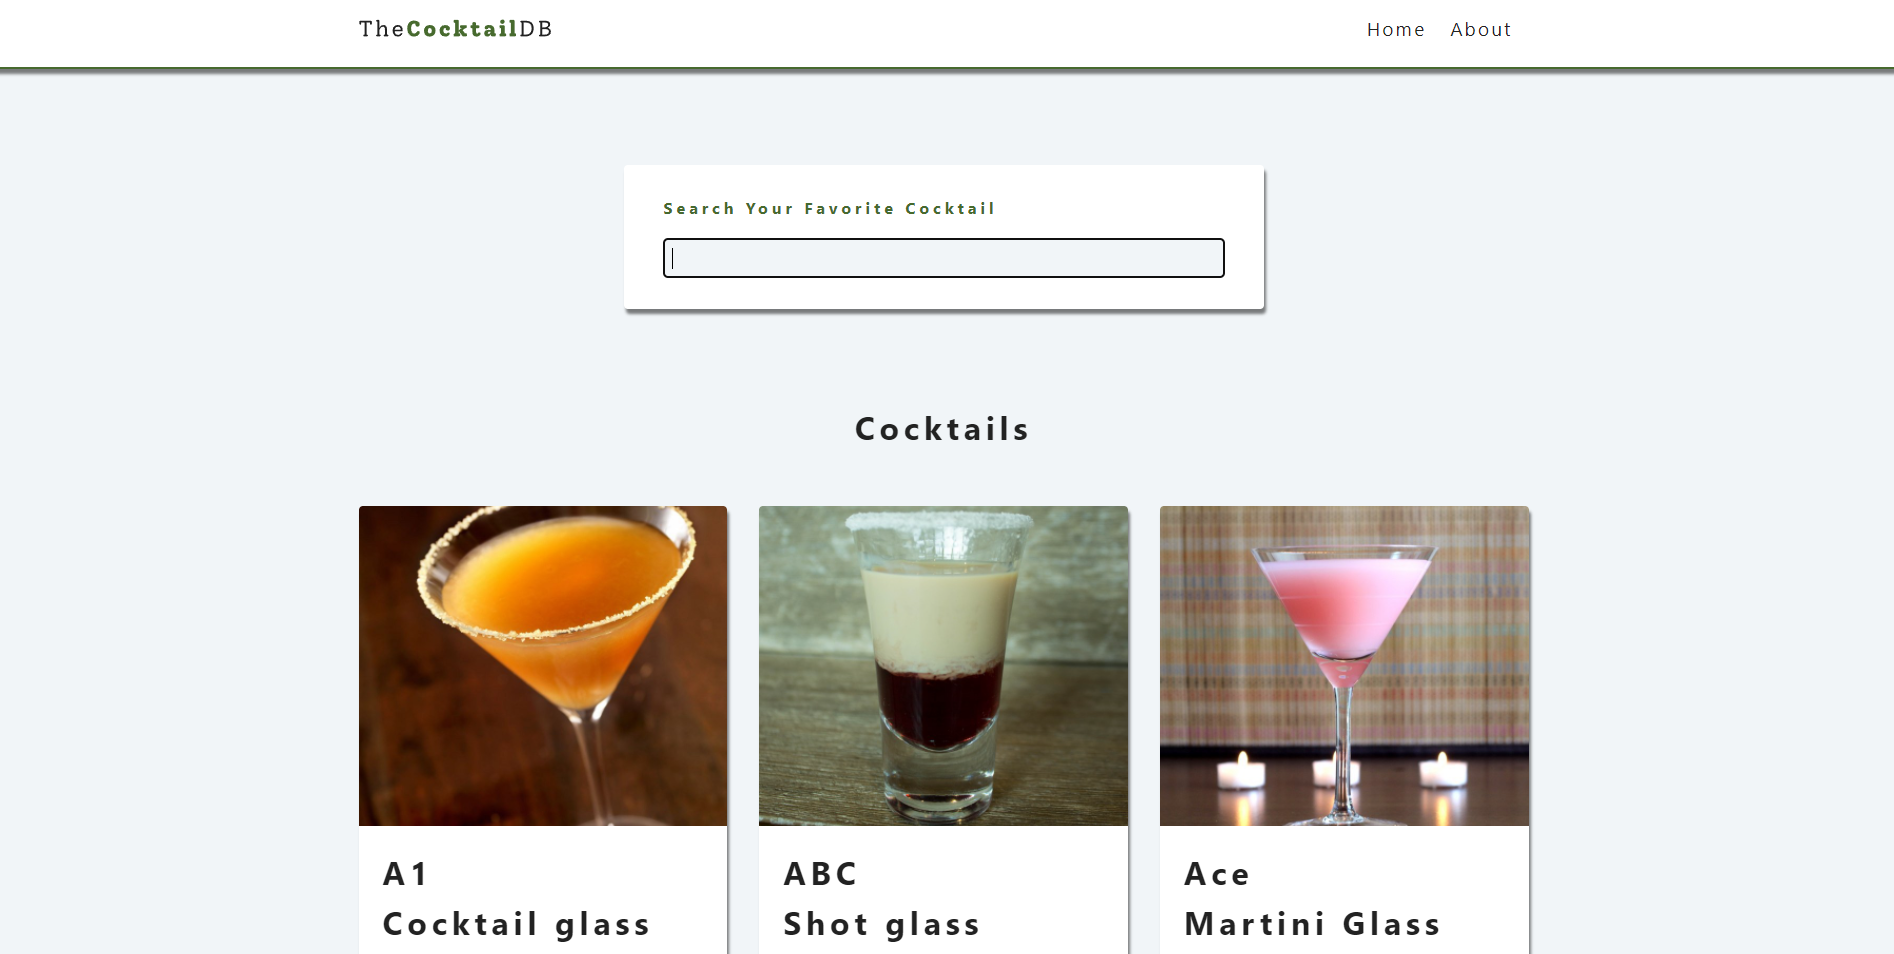 TheCocktailDB
Home About
Search Your Favorite Cocktail
Cocktails
A1
Cocktail glass
ABC
Shot glass
Ace
Martini Glass